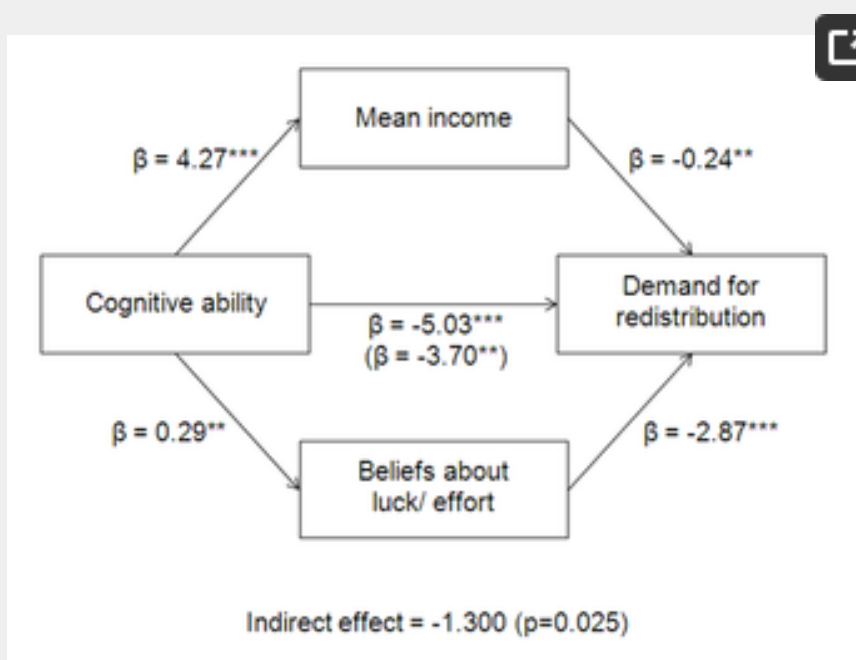 Mean income
β = 4.27***
β = -0.24**
Cognitive ability
Demand for
redistribution
β = -5.03***
(β = -3.70**)
β = 0.29**
β = -2.87***
Beliefs about
luck/ effort
Indirect effect = -1.300 (p=0.025)